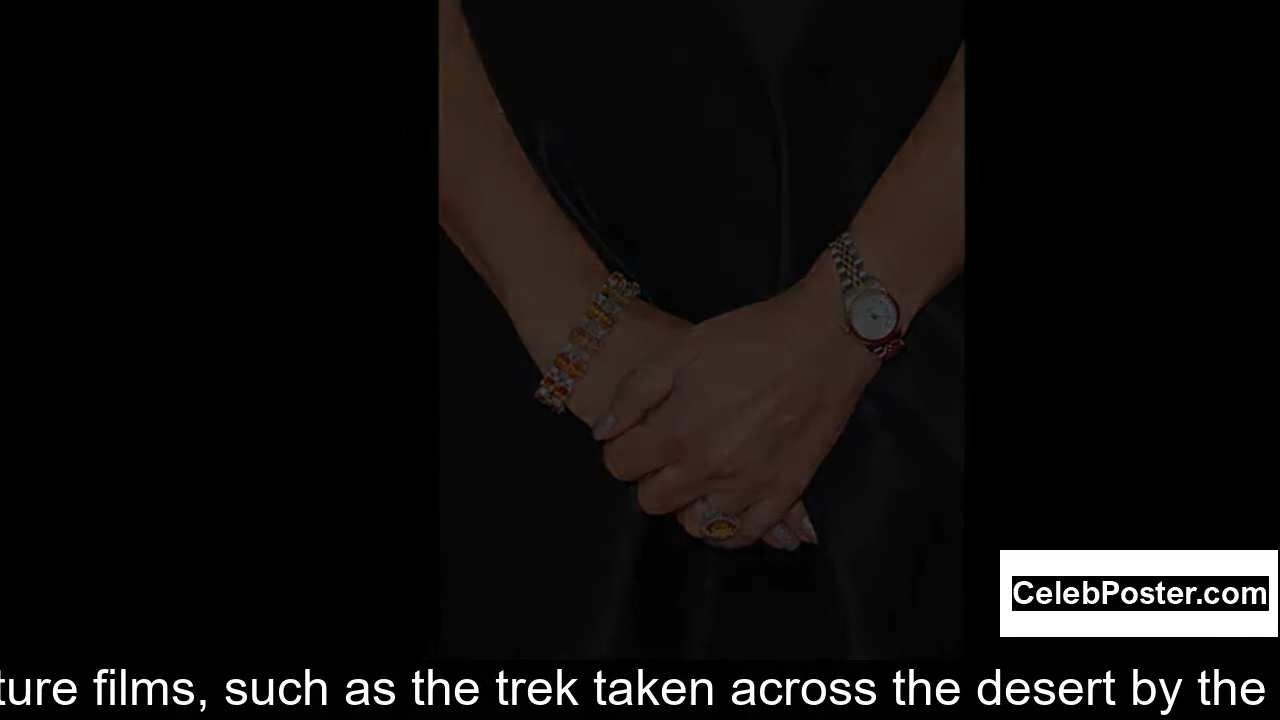 CelebPoster.com
ture films, such as the trek taken across the desert by the